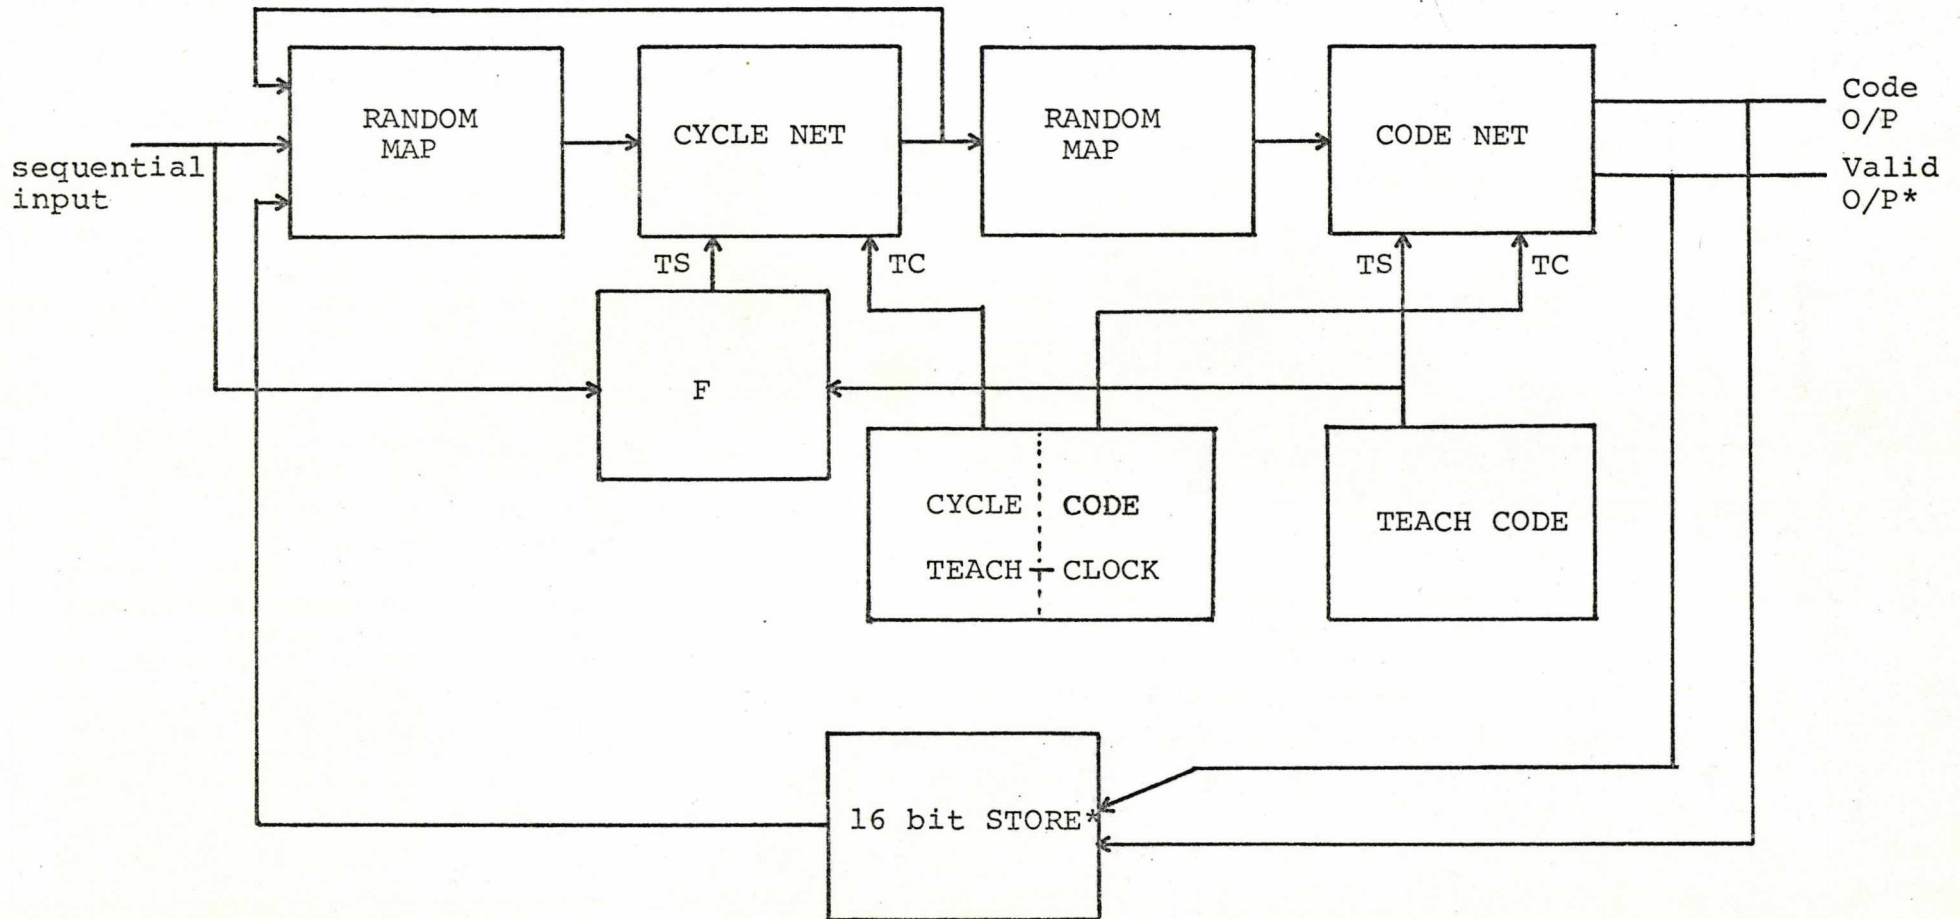 RANDOM
MAP
CYCLE NET
RANDOM
MAP
CODE NET
Code
O/P
Valid
O/P*
sequential
input
TS
TC
TS
TC
F
CYCLE CODE
TEACH CLOCK
TEACH CODE
16 bit STORE*